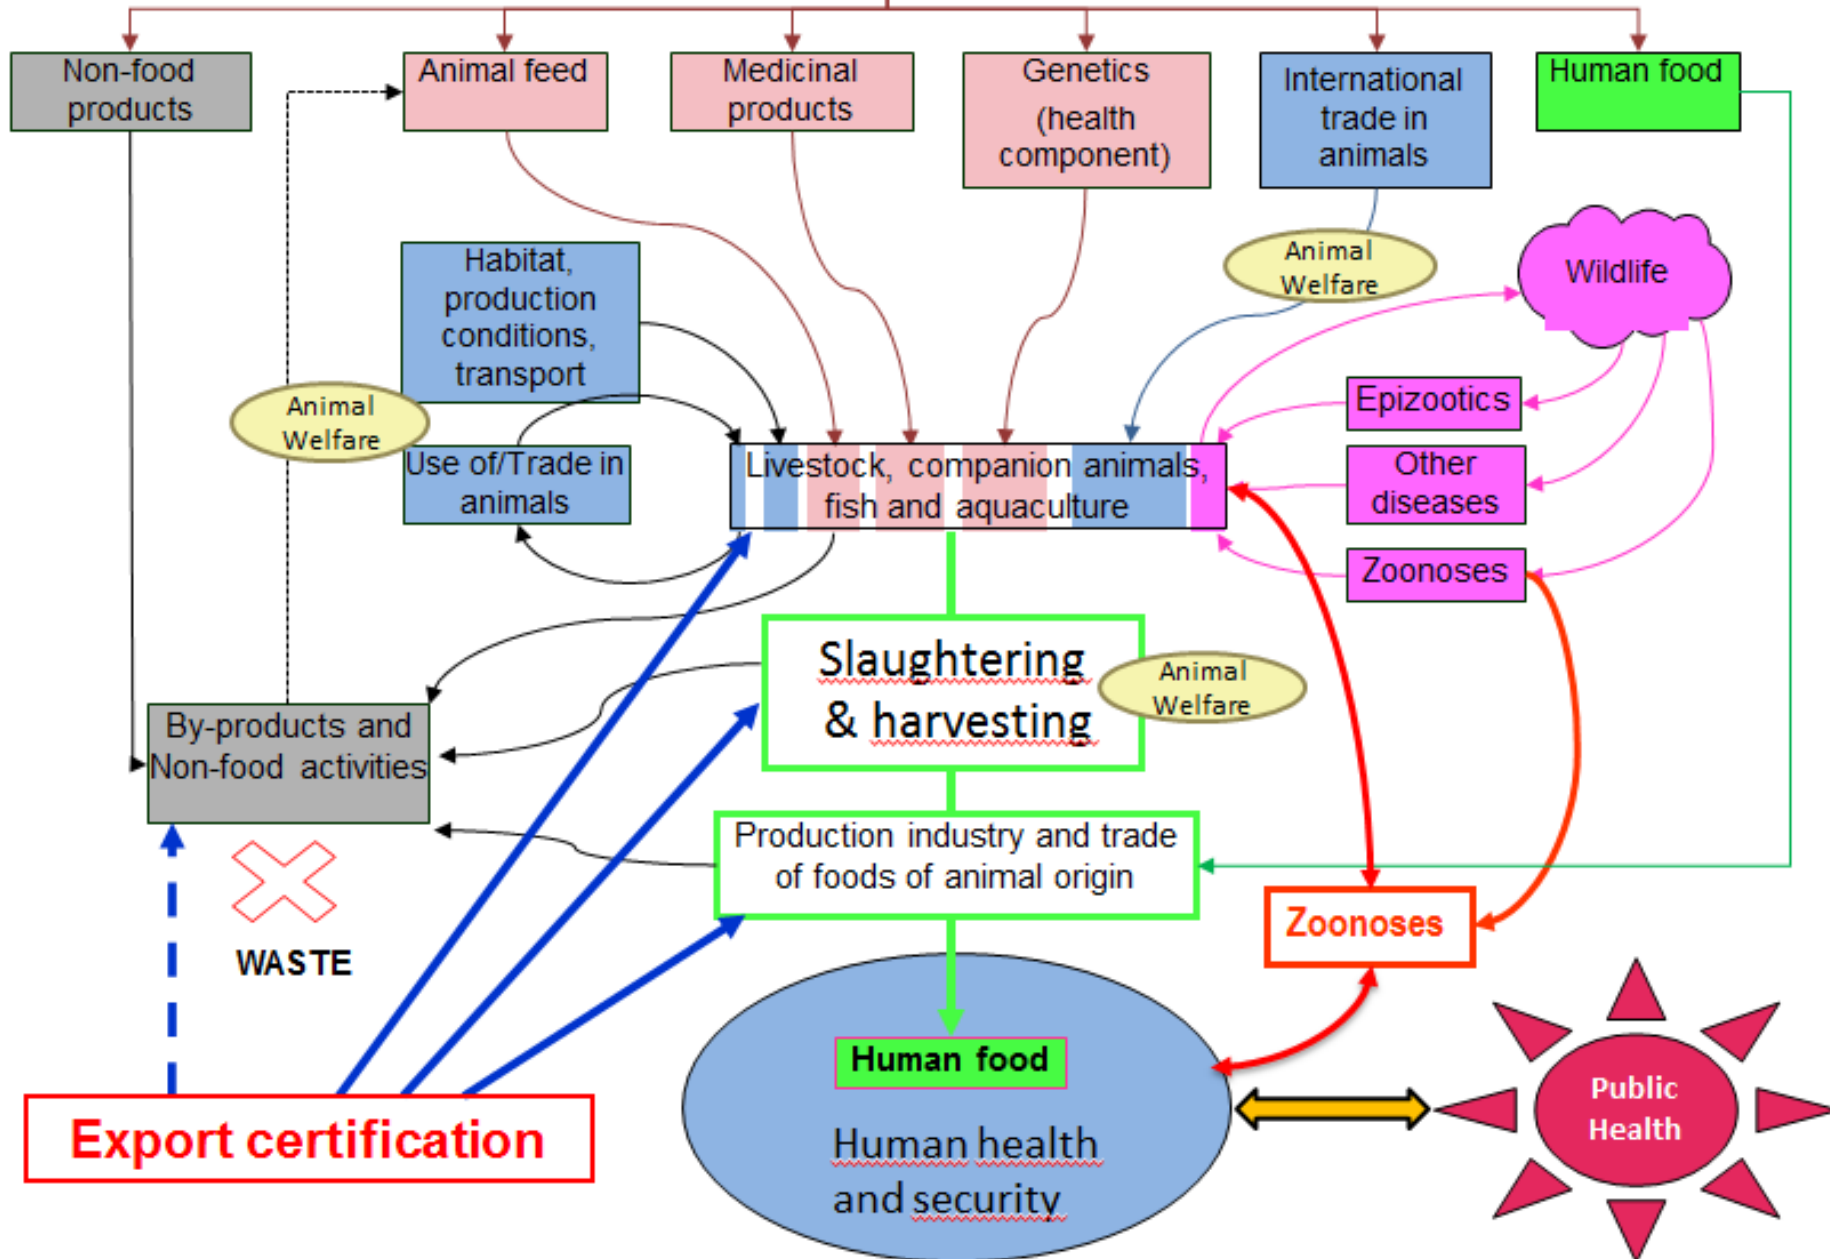 Non-food
products
Animal feed
Medicinal
products
Genetics
(health
component)
International
trade in
animals
Human food
Habitat,
production
conditions,
transport
Animal
Welfare
Wildlife
Animal
Welfare
Epizootics
Use of/Trade in
animals
Livestock, companion animals,
fish and aquaculture
Other
diseases
Zoonoses
Slaughtering
& harvesting
Animal
Welfare
By-products and
Non-food activities
Production industry and trade
of foods of animal origin
Zoonoses
WASTE
Human food
Human health
and security
Public
Health
Export certification